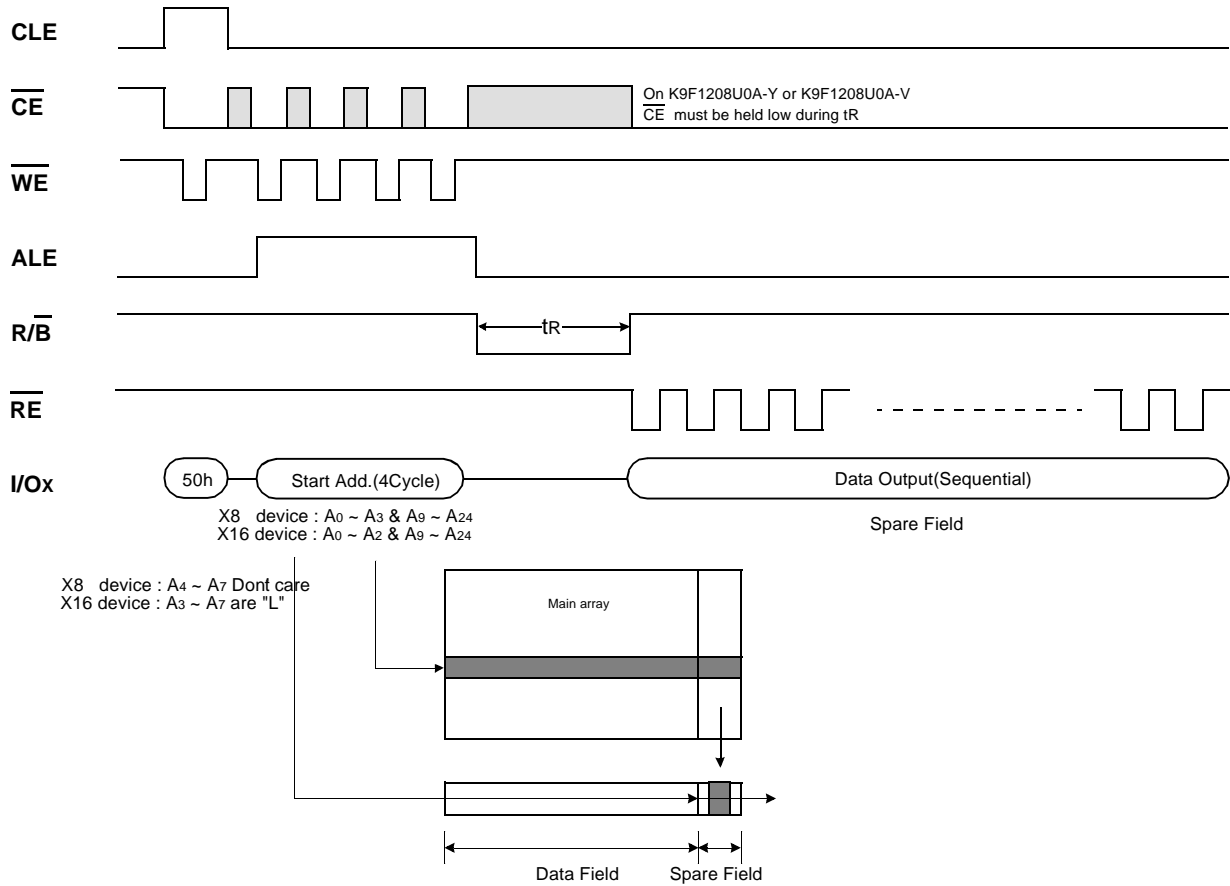 CLE
CE
On K9F1208U0A-Y or K9F1208U0A-V
CE must be held low during tR
WE
ALE
R/B
tR
RE
I/Ox
50h
Start Add.(4Cycle)
Data Output(Sequential)
X8 device : A0 ~ A3 & A9 ~ A24
X16 device : A0 ~ A2 & A9 ~ A24
Spare Field
X8 device : A4 ~ A7 Dont care
X16 device : A3 ~ A7 are "L"
Main array
Data Field
Spare Field